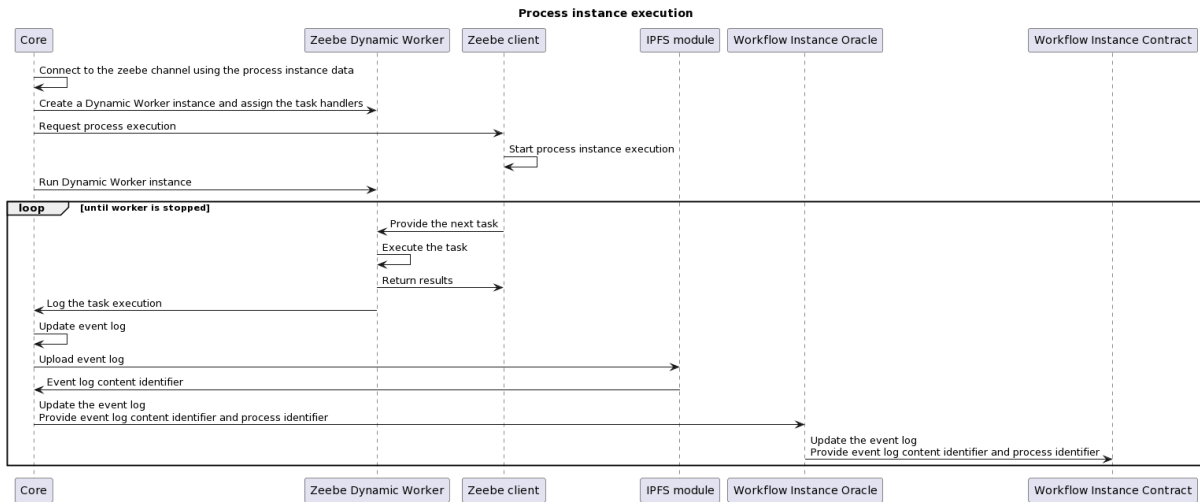 Process instance execution
Core
Zeebe Dynamic Worker
Zeebe client
IPFS module
Workflow Instance Oracle
Workflow Instance Contract
Connect to the zeebe channel using the process instance data
Create a Dynamic Worker instance and assign the task handlers
Request process execution
Start process instance execution
Run Dynamic Worker instance
loop
[until worker is stopped]
Provide the next task
Execute the task
Return results
Log the task execution
Update event log
Upload event log
Event log content identifier
Update the event log
Provide event log content identifier and process identifier
Update the event log
Provide event log content identifier and process identifier
Core
Zeebe Dynamic Worker
Zeebe client
IPFS module
Workflow Instance Oracle
Workflow Instance Contract